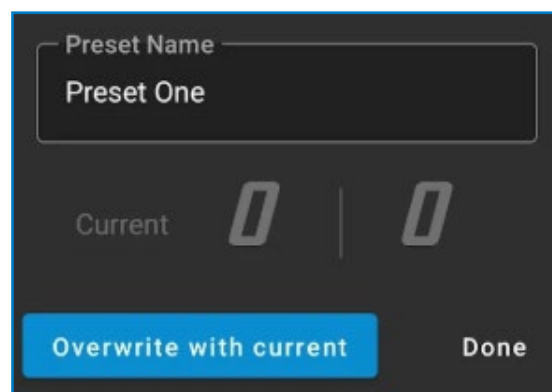 Preset Name
Preset One
Current 0 | 0
Overwrite with current Done